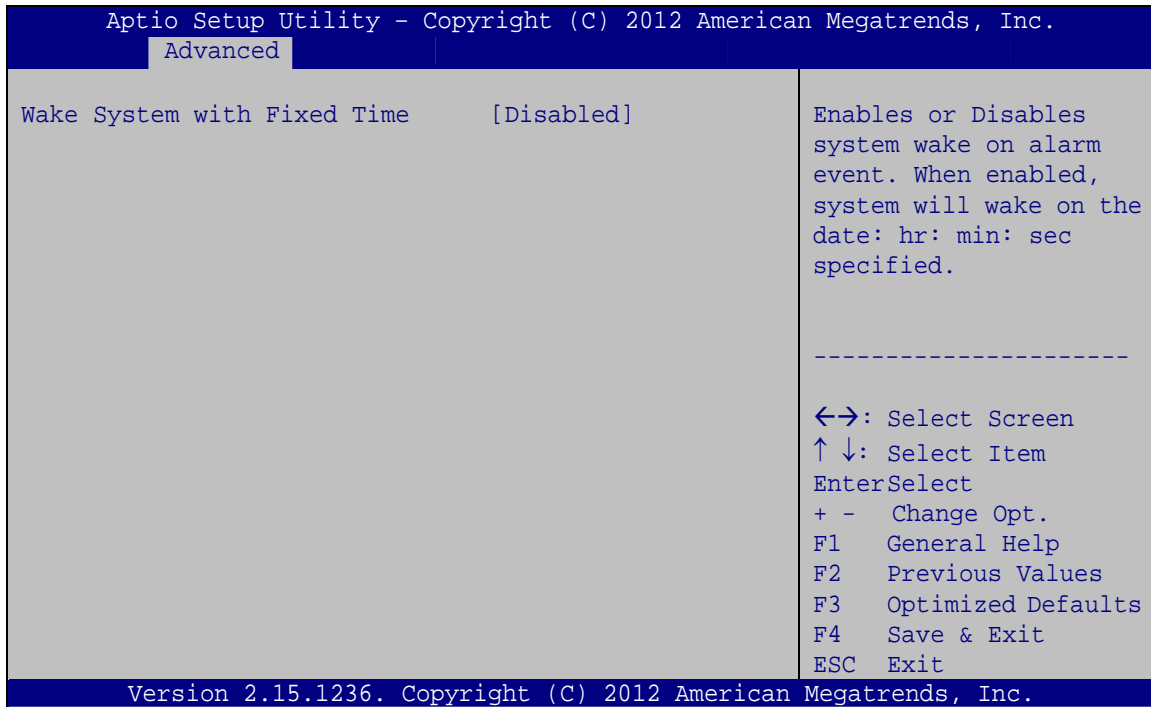 Aptio Setup Utility – Copyright (C) 2012 American Megatrends, Inc.
Advanced
Wake System with Fixed Time [Disabled]
Enables or Disables
system wake on alarm
event. When enabled,
system will wake on the
date: hr: min: sec
specified.
----------------------
←→: Select Screen
↑ ↓: Select Item
EnterSelect
+ - Change Opt.
F1 General Help
F2 Previous Values
F3 Optimized Defaults
F4 Save & Exit
ESC Exit
Version 2.15.1236. Copyright (C) 2012 American Megatrends, Inc.